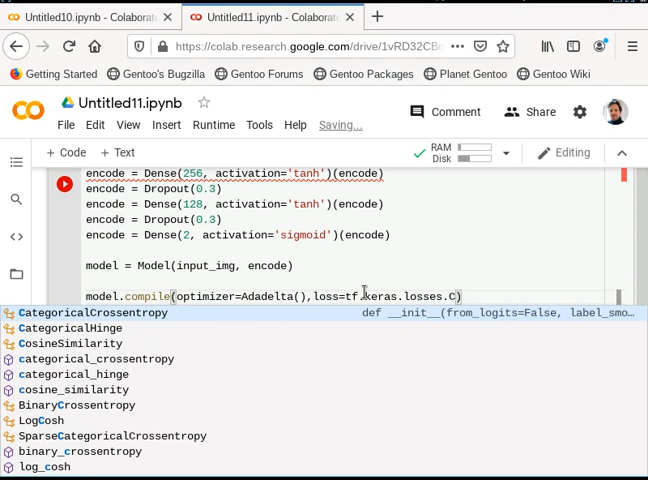 Untitled10.ipynb - Colaborato
Untitled11.ipynb - Colaborato
https://colab.research.google.com/drive/1vRD32CBc
Getting Started
Gentoo's Bugzilla
Gentoo Forums
Gentoo Packages
Planet Gentoo
Gentoo Wiki
Untitled11.ipynb
Comment
Share
File Edit View Insert Runtime Tools Help Saving...
+ Code + Text
RAM
Disk
Editing
encode = Dense(256, activation='tanh')(encode)
encode = Dropout(0.3)
encode = Dense(128, activation='tanh')(encode)
encode = Dropout(0.3)
encode = Dense(2, activation='sigmoid')(encode)
model = Model(input_img, encode)
model.compile(optimizer=Adadelta(),loss=tf.keras.losses.C)
CategoricalCrossentropy def __init__(from_logits=False, label_smo...
CategoricalHinge
CosineSimilarity
categorical_crossentropy
categorical_hinge
cosine_similarity
BinaryCrossentropy
LogCosh
SparseCategoricalCrossentropy
binary_crossentropy
log_cosh